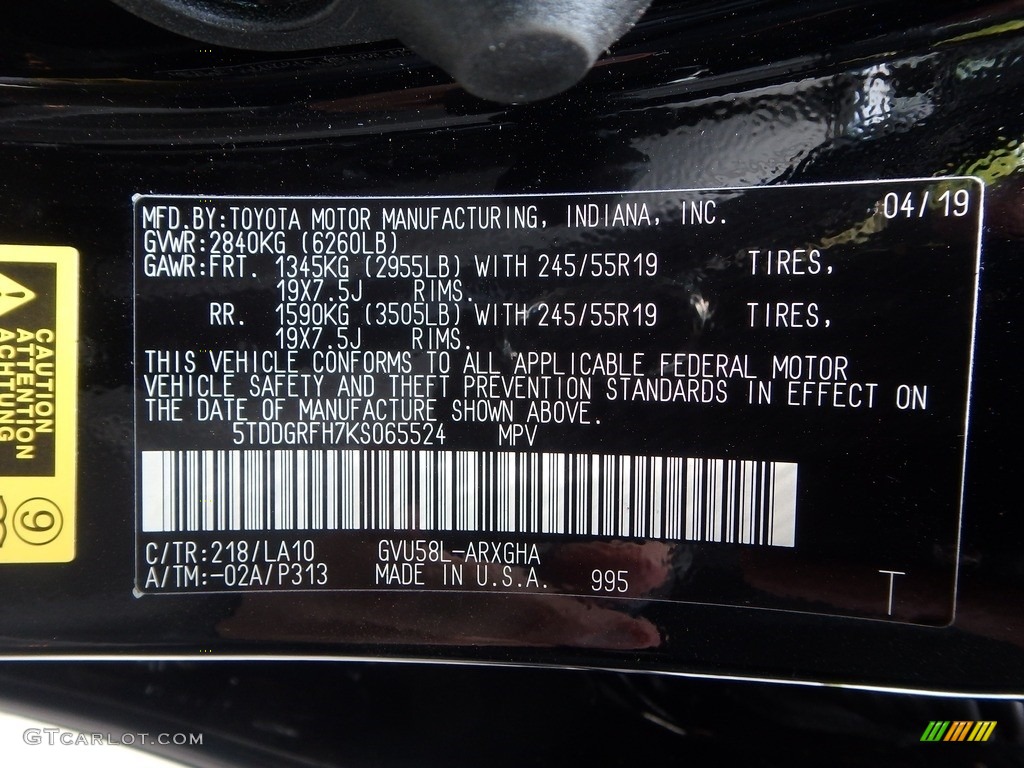 MFD.BY:TOYOTA MOTOR MANUFACTURING, INDIANA, INC. 04/19
GVWR:2840KG (6260LB)
GAWR:FRT. 1345KG (2955LB) WITH 245/55R19 TIRES,
19X7.5J RIMS.
RR. 1590KG (3505LB) WITH 245/55R19 TIRES,
19X7.5J RIMS.
THIS VEHICLE CONFORMS TO ALL APPLICABLE FEDERAL MOTOR
VEHICLE SAFETY AND THEFT PREVENTION STANDARDS IN EFFECT ON
THE DATE OF MANUFACTURE SHOWN ABOVE.
5TDDGRFH7KS065524 MPV
C/TR:218/LA10 GVU58L-ARXGHA
A/TM:-02A/P313 MADE IN U.S.A. 995 T
CAUTION
ATTENTION
ACHTUNG
9
GTcarlot.com